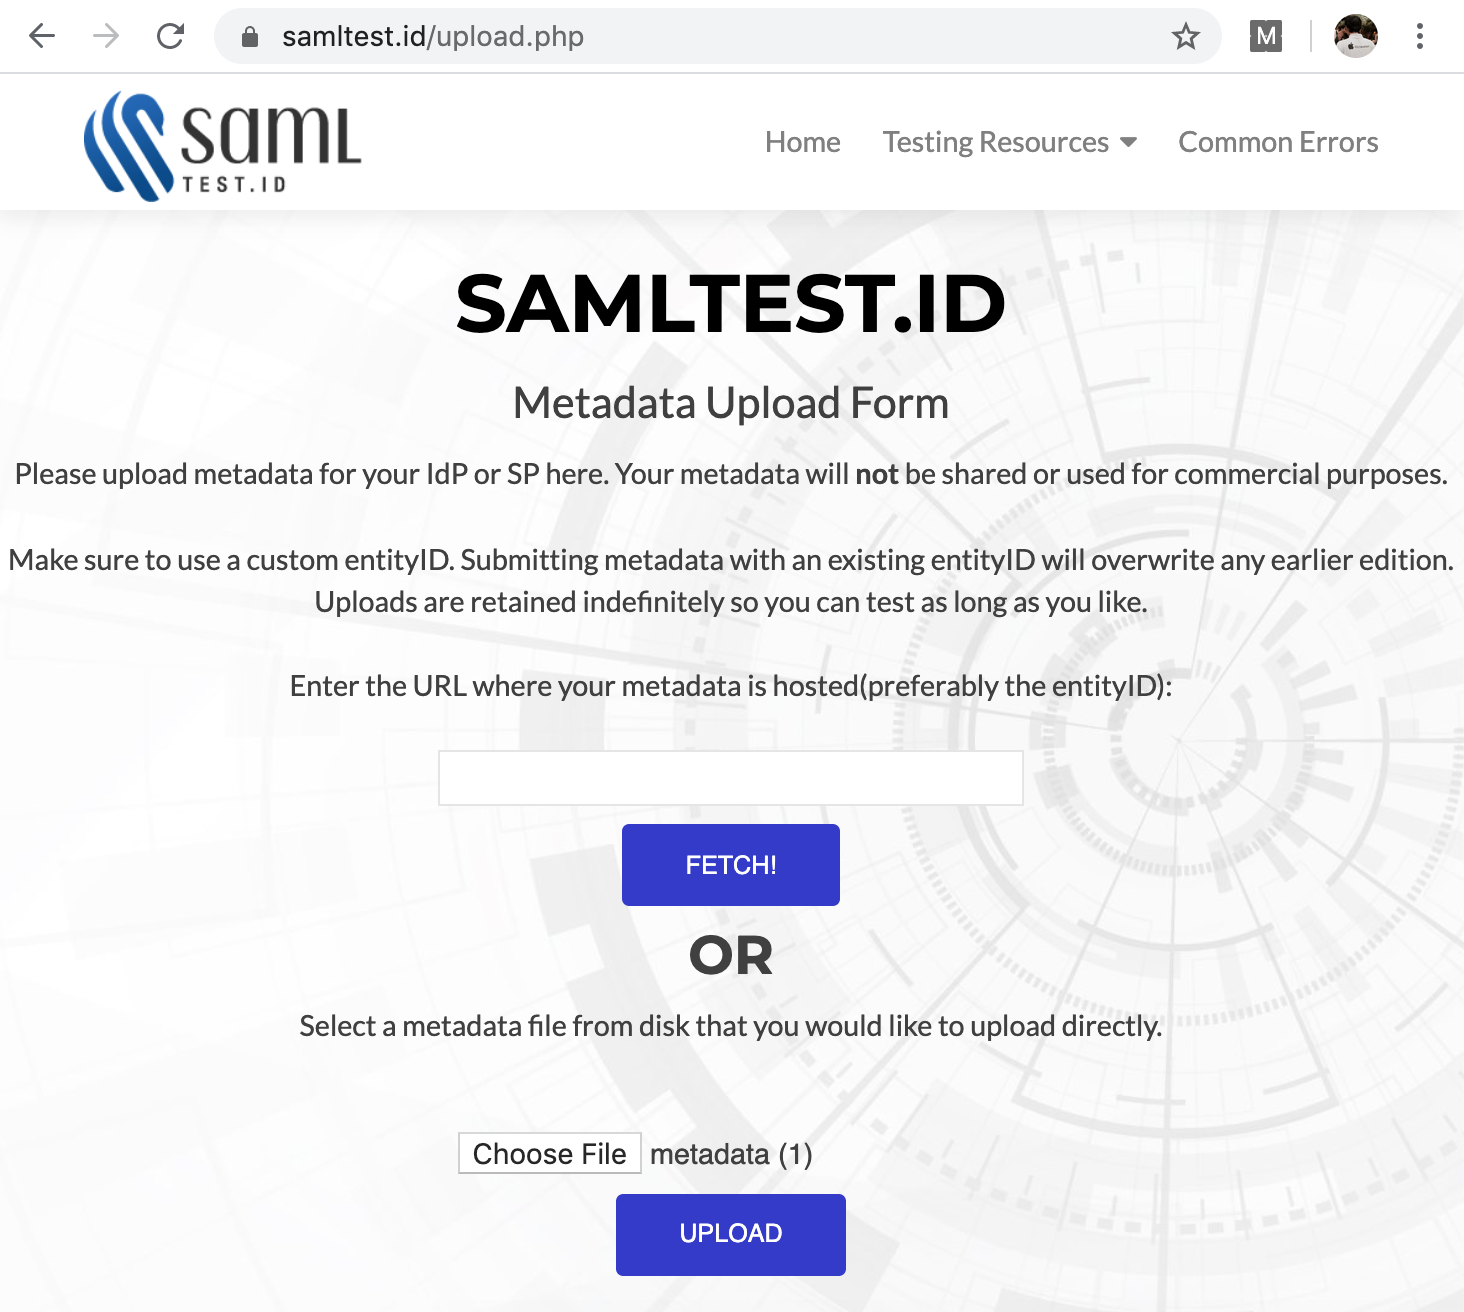 samltest.id/upload.php
M
saml
TEST.ID
Home
Testing Resources
Common Errors
SAMLTEST.ID
Metadata Upload Form
Please upload metadata for your IdP or SP here. Your metadata will not be shared or used for commercial purposes.
Make sure to use a custom entityID. Submitting metadata with an existing entityID will overwrite any earlier edition.
Uploads are retained indefinitely so you can test as long as you like.
Enter the URL where your metadata is hosted(preferably the entityID):
FETCH!
OR
Select a metadata file from disk that you would like to upload directly.
Choose File metadata (1)
UPLOAD